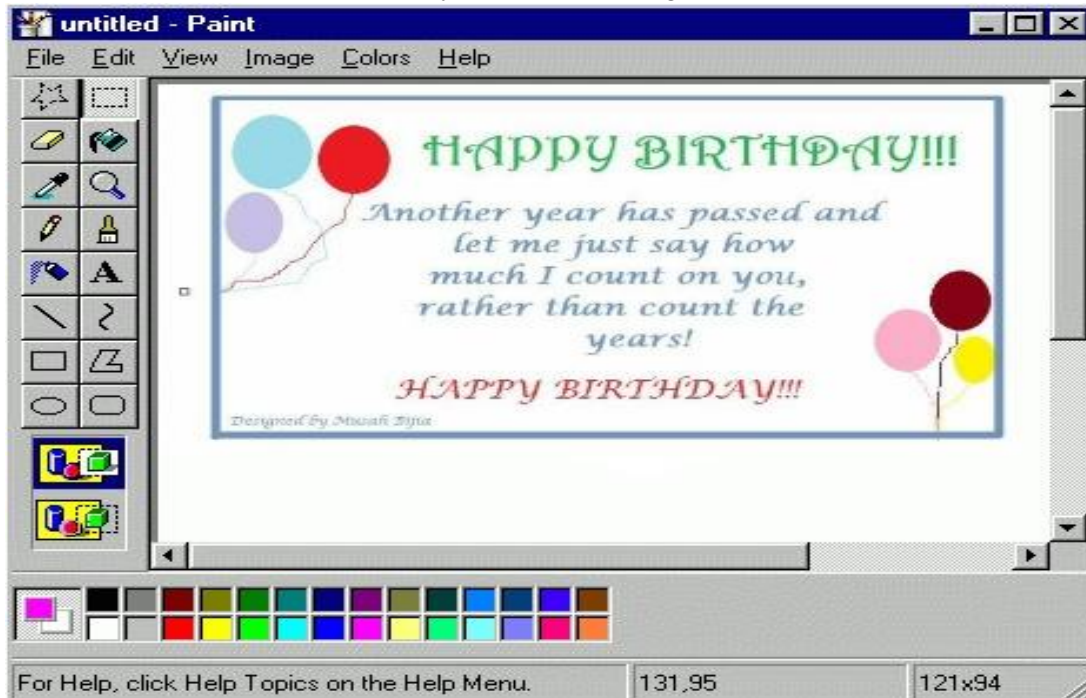 untitled - Paint
File Edit View Image Colors Help
HAPPY BIRTHDAY!!!
Another year has passed and
let me just say how
much I count on you,
rather than count the
years!
HAPPY BIRTHDAY!!!
Designed by Musah
A
For Help, click Help Topics on the Help Menu.
131,95
121x94